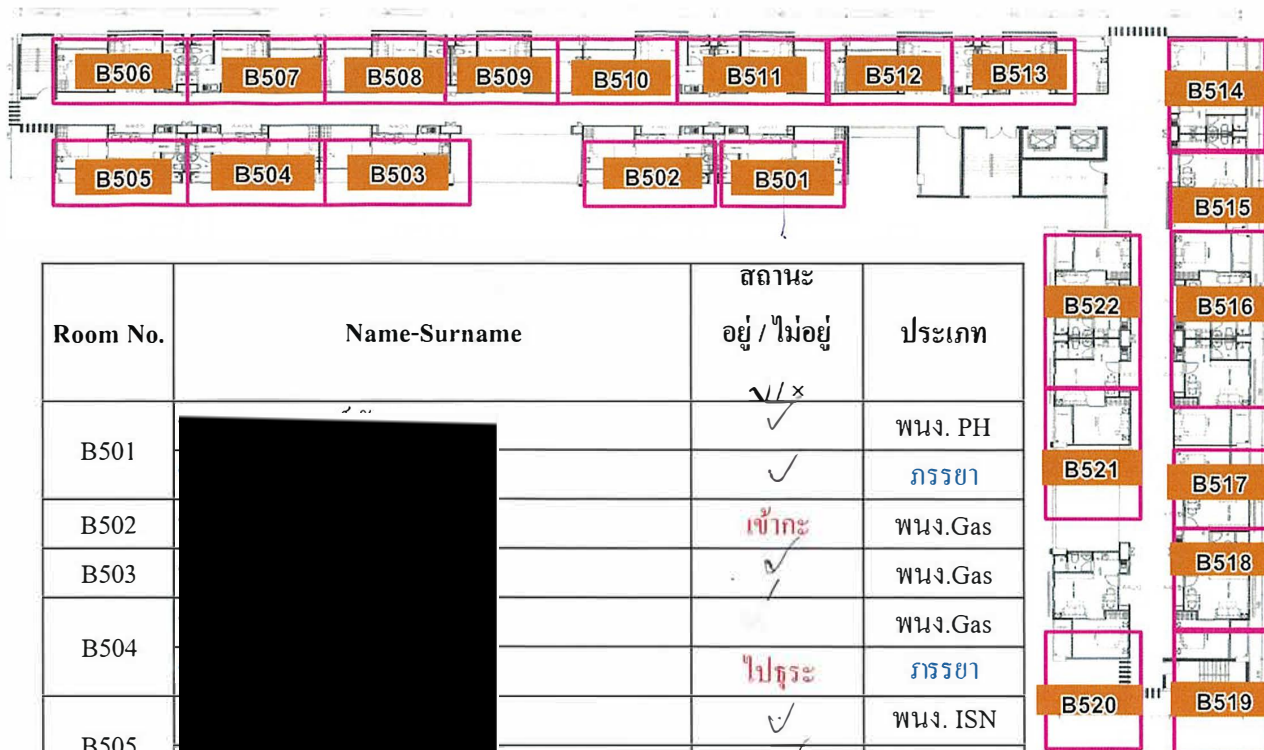 B506 B507 B508 B509 B510 B511 B512 B513
B514
B505 B504 B503 B502 B501
B515
B522 B516
B521 B517
B518
B520 B519
Room No. Name-Surname สถานะ อยู่ / ไม่อยู่ ✓// × ประเภท
B501 ✓ พนง. PH
✓ ภรรยา
B502 เข้ากะ พนง.Gas
B503 ✓ พนง.Gas
B504 พนง.Gas
ไปธุระ ภรรยา
B505 ✓ พนง. ISN